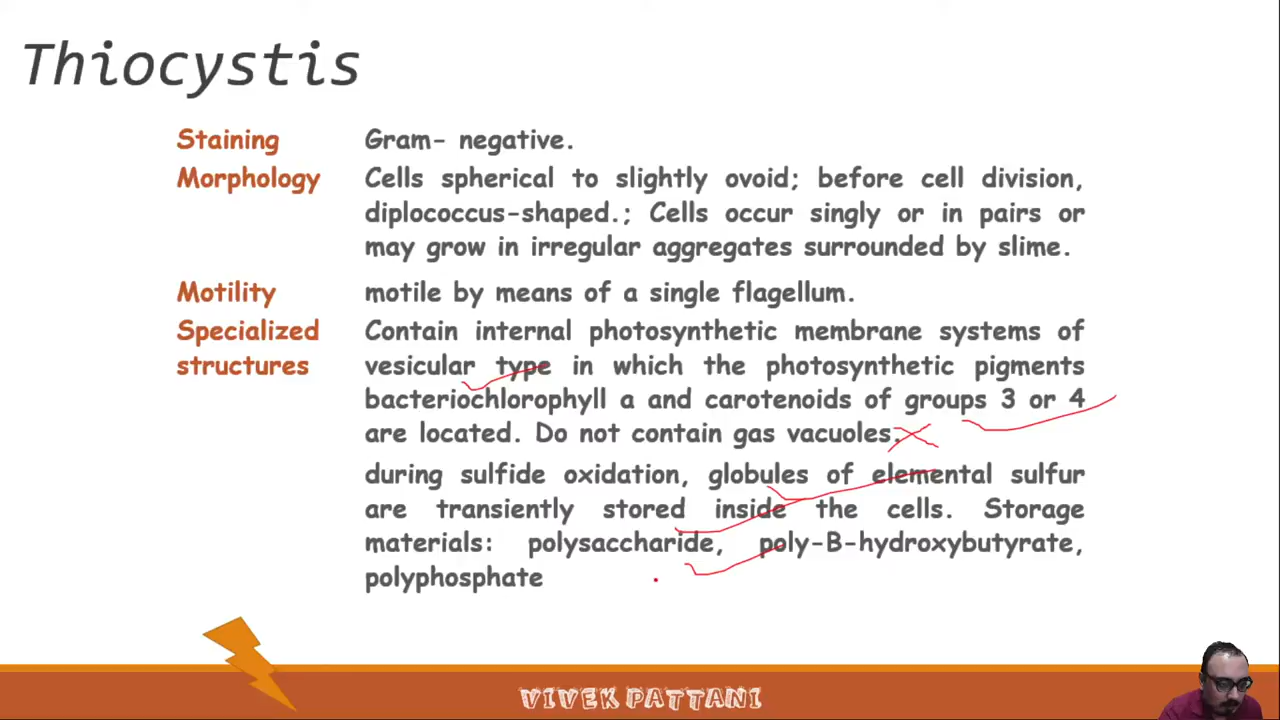 Thiocystis
Staining Gram- negative.
Morphology Cells spherical to slightly ovoid; before cell division,
diplococcus-shaped.; Cells occur singly or in pairs or
may grow in irregular aggregates surrounded by slime.
Motility motile by means of a single flagellum.
Specialized Contain internal photosynthetic membrane systems of
structures vesicular type in which the photosynthetic pigments
bacteriochlorophyll a and carotenoids of groups 3 or 4
are located. Do not contain gas vacuoles.
during sulfide oxidation, globules of elemental sulfur
are transiently stored inside the cells. Storage
materials: polysaccharide, poly-B-hydroxybutyrate,
polyphosphate
VIVEK PATTANI